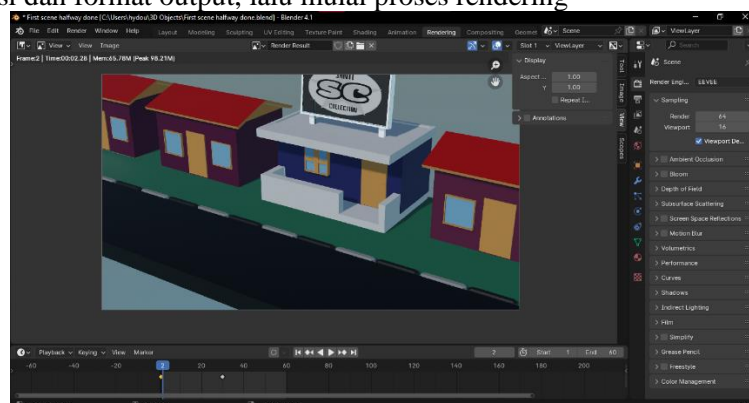 si dan format output, lalu mulai proses rendering
* First scene halfway done [C:\Users\hydou\3D Objects\First scene halfway done.blend] - Blender 4.1
File Edit Render Window Help Layout Modeling Sculpting UV Editing Texture Paint Shading Animation Rendering Compositing Geomet Scene ViewLayer
View View Image Render Result Slot 1 ViewLayer
Frame:2 | Time:00:02.28 | Mem:65.78M (Peak 98.21M)
Display
Aspect ... 1.00
Y 1.00
Repeat I...
Annotations
Tool
Image
View
Scopes
SC
COLLECTION
Search
Scene
Render Engi... EEVEE
Sampling
Render 64
Viewport 16
Viewport De...
Ambient Occlusion
Bloom
Depth of Field
Subsurface Scattering
Screen Space Reflections
Motion Blur
Volumetrics
Performance
Curves
Shadows
Indirect Lighting
Film
Simplify
Grease Pencil
Freestyle
Color Management
Playback Keying View Marker 2 Start 1 End 60
-60 -40 -20 2 20 40 60 80 100 120 140 160 180 200